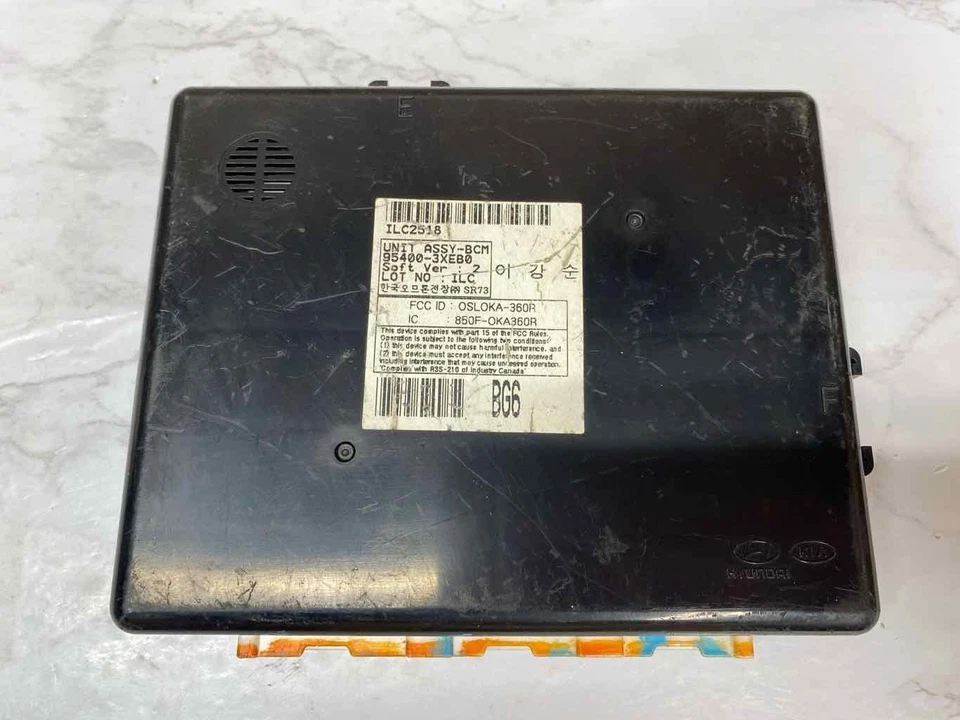 F
ILC2518
UNIT ASSY-BCM
95400-3XEB0
Soft Ver : 2
LOT NO : ILC
한국오므론전장㈜ SR73
이 강 순
FCC ID : OSLOKA-360R
IC : 850F-OKA360R
This device complies with part 15 of the FCC Rules.
Operation is subject to the following two conditions:
(1) this device may not cause harmful interference, and
(2) this device must accept any interference received
including interference that may cause undesired operation.
"Complies with RSS-210 of Industry Canada"
BG6
F
HYUNDAI
KIA